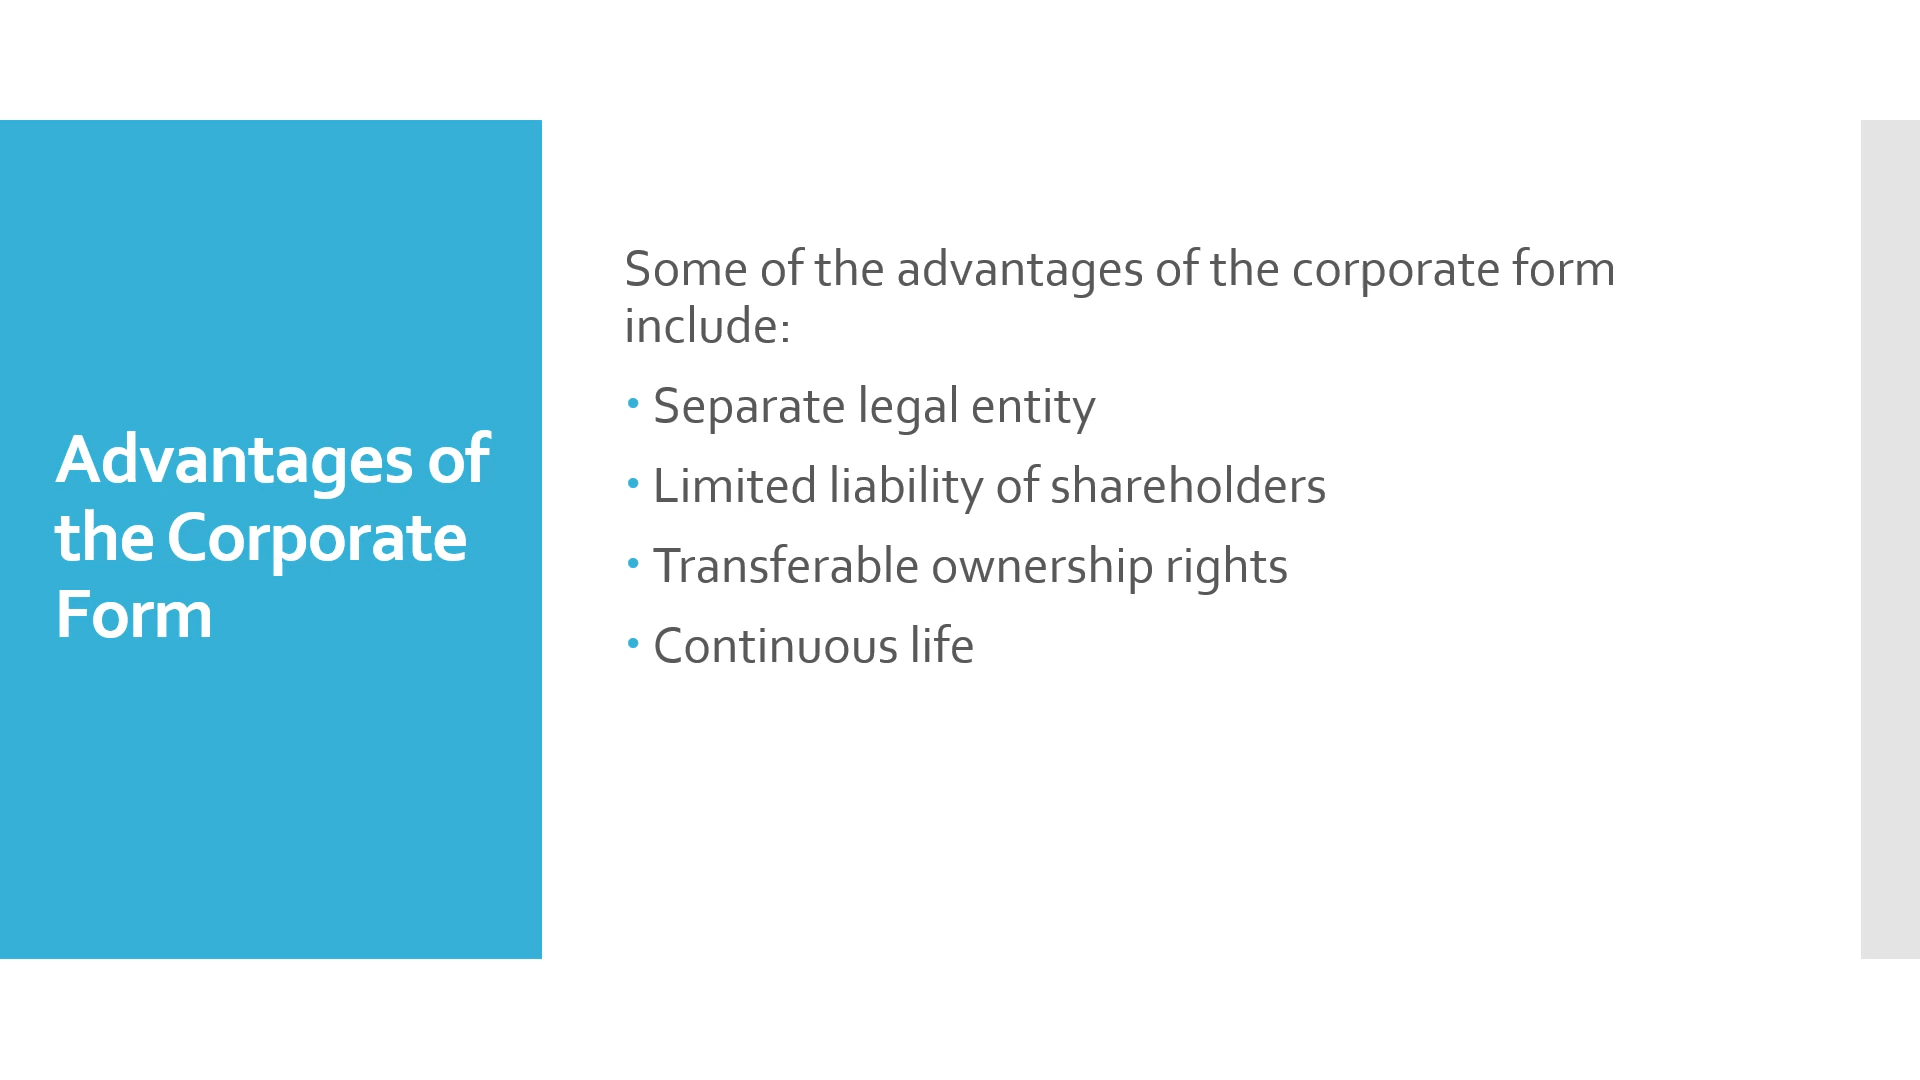 Advantages of
the Corporate
Form
Some of the advantages of the corporate form
include:
• Separate legal entity
• Limited liability of shareholders
• Transferable ownership rights
• Continuous life